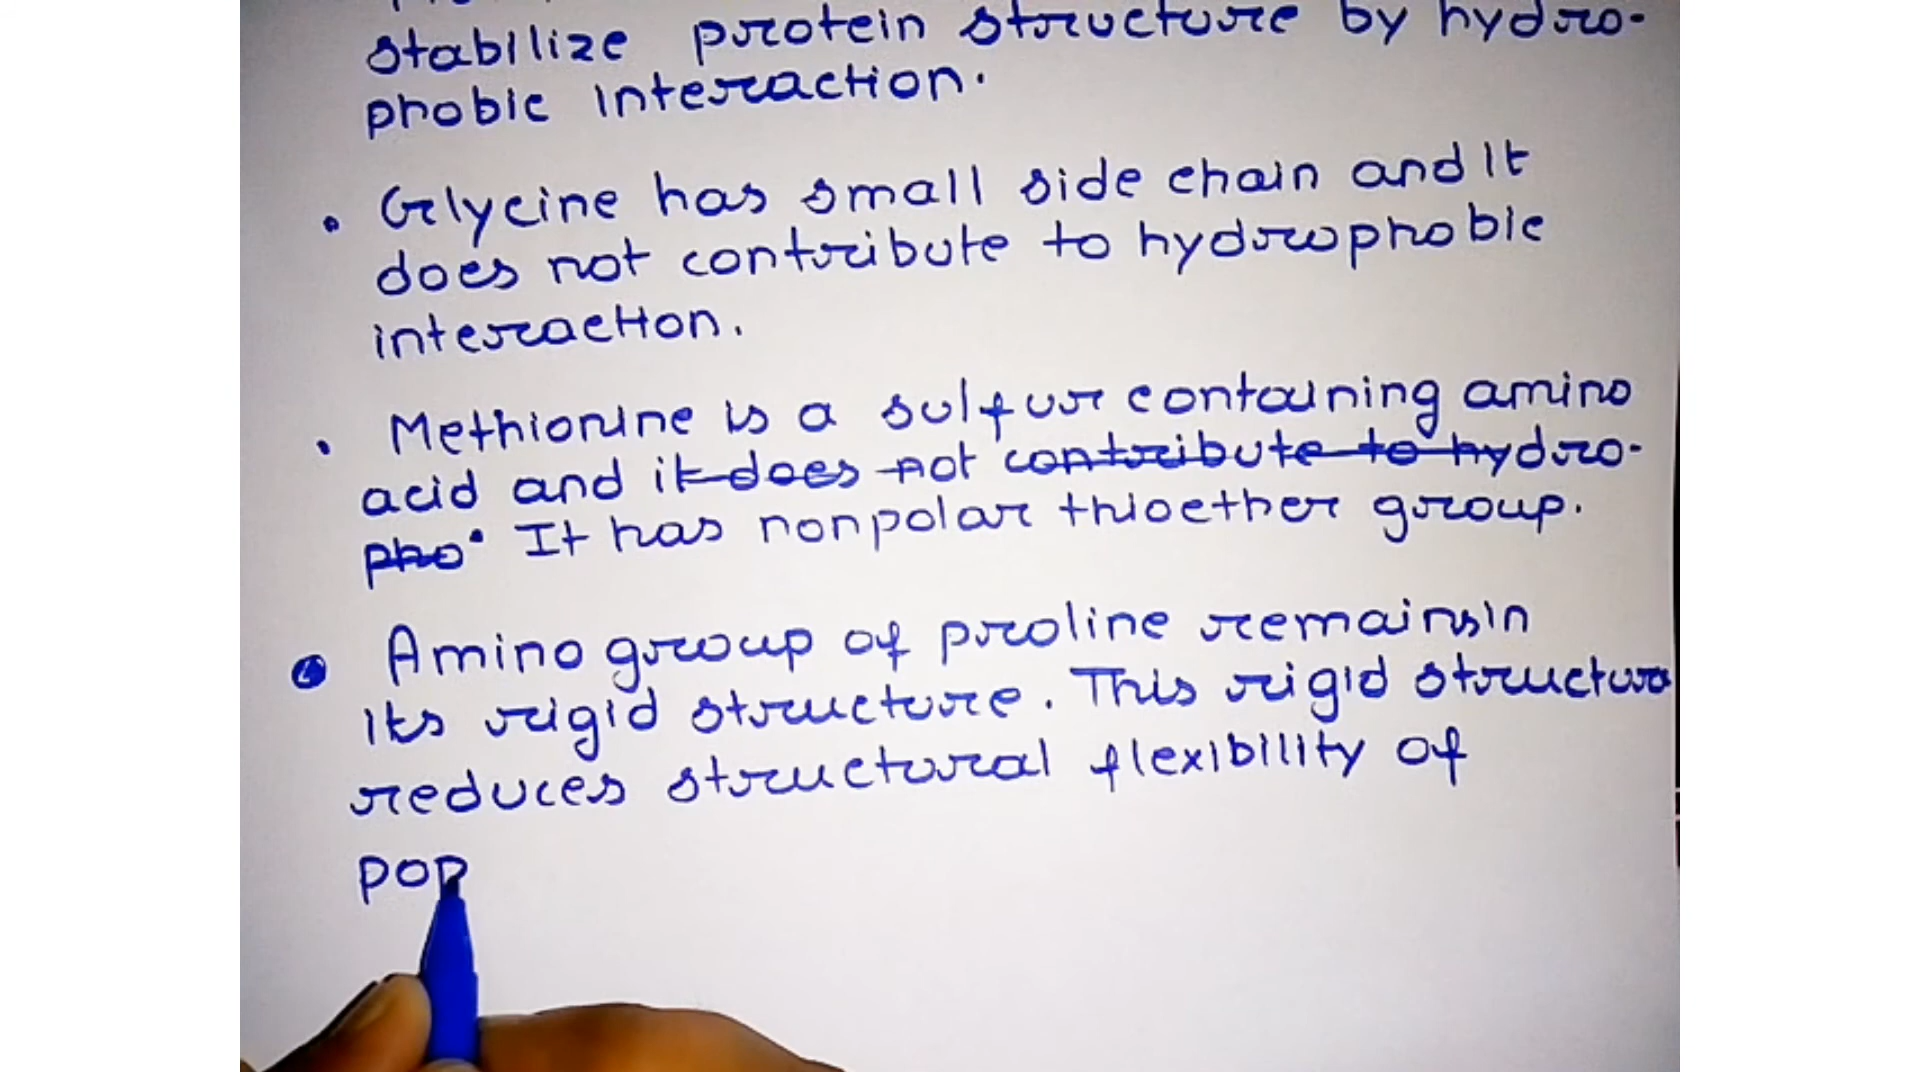 stabilize protein structure by hydro-
phobic interaction.
• Glycine has small side chain and it
does not contribute to hydrophobic
interaction.
• Methionine is a sulfur containing amino
acid and it does not contribute to hydro-
pho• It has nonpolar thioether group.
• Amino group of proline remains in
its rigid structure. This rigid structure
reduces structural flexibility of
pop